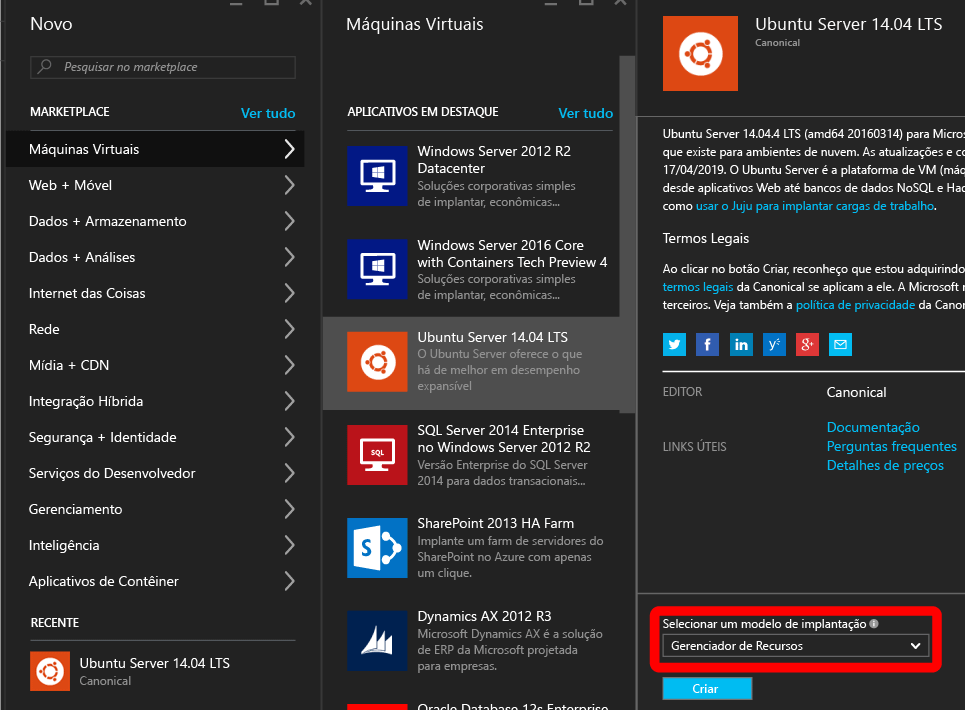 Novo
Pesquisar no marketplace
MARKETPLACE
Ver tudo
Máquinas Virtuais
Web + Móvel
Dados + Armazenamento
Dados + Análises
Internet das Coisas
Rede
Mídia + CDN
Integração Híbrida
Segurança + Identidade
Serviços do Desenvolvedor
Gerenciamento
Inteligência
Aplicativos de Contêiner
RECENTE
Ubuntu Server 14.04 LTS
Canonical
Máquinas Virtuais
APLICATIVOS EM DESTAQUE
Ver tudo
Windows Server 2012 R2
Datacenter
Soluções corporativas simples
de implantar, econômicas...
Windows Server 2016 Core
with Containers Tech Preview 4
Soluções corporativas simples
de implantar, econômicas...
Ubuntu Server 14.04 LTS
O Ubuntu Server oferece o que
há de melhor em desempenho
expansível
SQL
SQL Server 2014 Enterprise
no Windows Server 2012 R2
Versão Enterprise do SQL Server
2014 para dados transacionais...
S
SharePoint 2013 HA Farm
Implante um farm de servidores do
SharePoint no Azure com apenas
um clique.
Dynamics AX 2012 R3
Microsoft Dynamics AX é a solução
de ERP da Microsoft projetada
para empresas.
Oracle Database 12s Enterprise
Ubuntu Server 14.04 LTS
Canonical
Ubuntu Server 14.04.4 LTS (amd64 20160314) para Micros
que existe para ambientes de nuvem. As atualizações e co
17/04/2019. O Ubuntu Server é a plataforma de VM (máq
desde aplicativos Web até bancos de dados NoSQL e Had
como usar o Juju para implantar cargas de trabalho.
Termos Legais
Ao clicar no botão Criar, reconheço que estou adquirindo
termos legais da Canonical se aplicam a ele. A Microsoft n
terceiros. Veja também a política de privacidade da Canon
EDITOR
Canonical
LINKS ÚTEIS
Documentação
Perguntas frequentes
Detalhes de preços
Selecionar um modelo de implantação
Gerenciador de Recursos
Criar